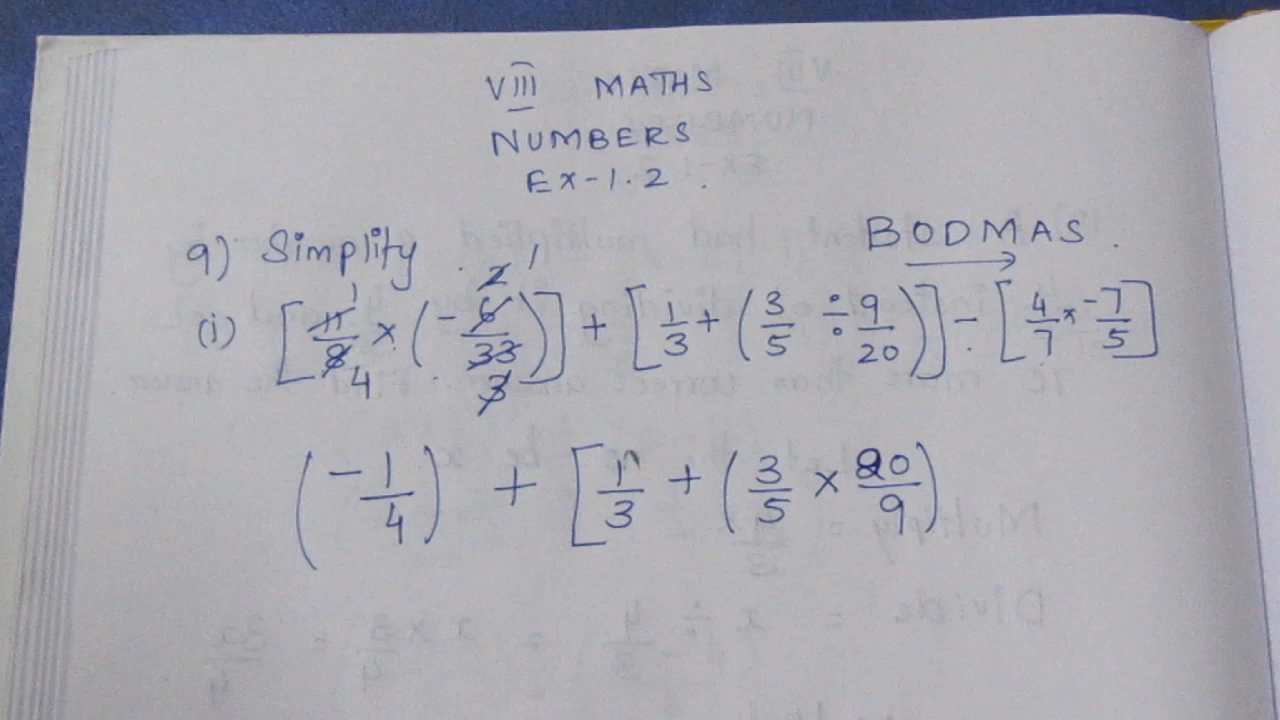 VIII MATHS
NUMBERS
EX-1.2.
9) Simplify BODMAS.
(i) [11/8 × (-6/33)] + [1/3 + (3/5 ÷ 9/20)] - [4/7 × -7/5]
(-1/4) + [1/3 + (3/5 × 20/9)